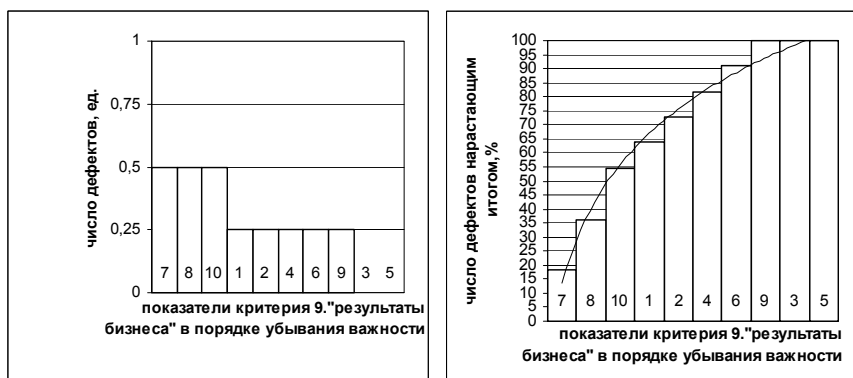 число дефектов, ед.
1
0,75
0,5
0,25
0
7 8 10 1 2 4 6 9 3 5
показатели критерия 9."результаты
бизнеса" в порядке убывания важности
число дефектов нарастающим
итогом,%
100
95
90
85
80
75
70
65
60
55
50
45
40
35
30
25
20
15
10
5
0
7 8 10 1 2 4 6 9 3 5
показатели критерия 9."результаты
бизнеса" в порядке убывания важности